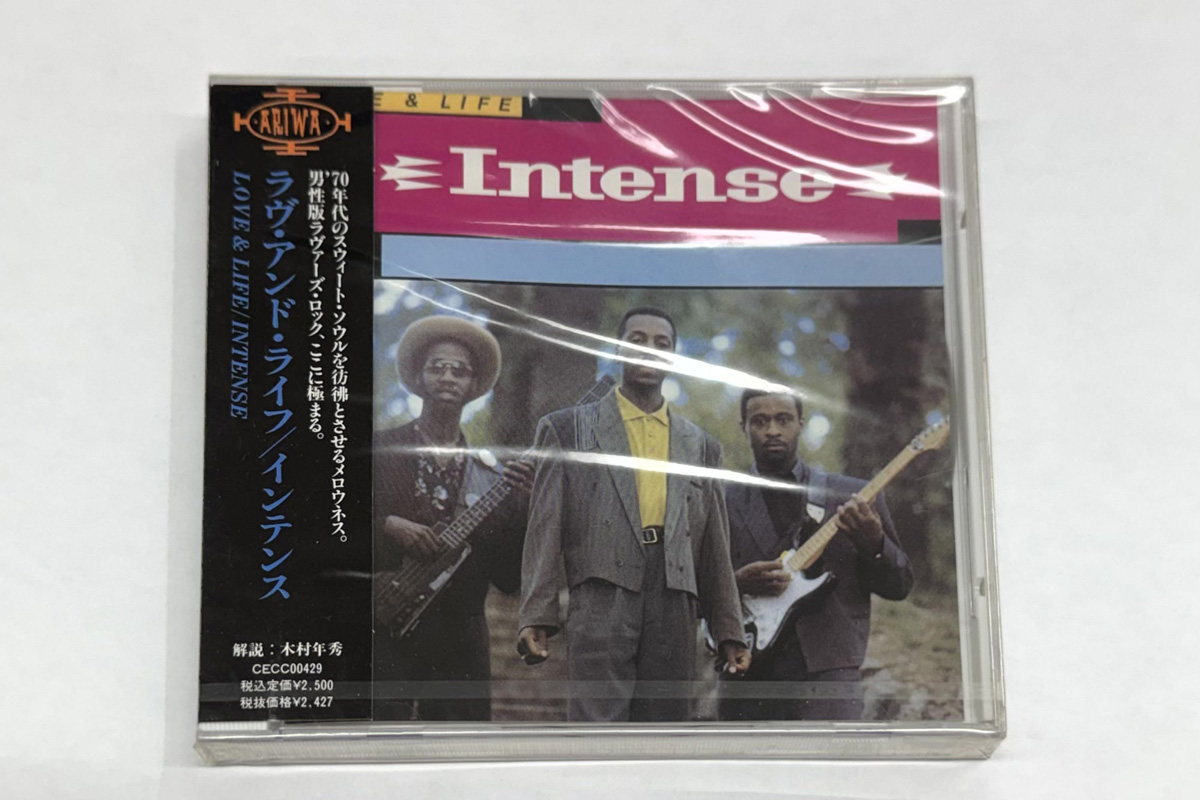 ARIWA
'70年代のスウィート・ソウルを彷彿とさせるメロウネス。
男性版ラヴァーズ・ロック、ここに極まる。
ラヴ・アンド・ライフ/インテンス
LOVE & LIFE/INTENSE
解説：木村年秀
CECC00429
税込定価¥2,500
税抜価格¥2,427
& LIFE
Intense